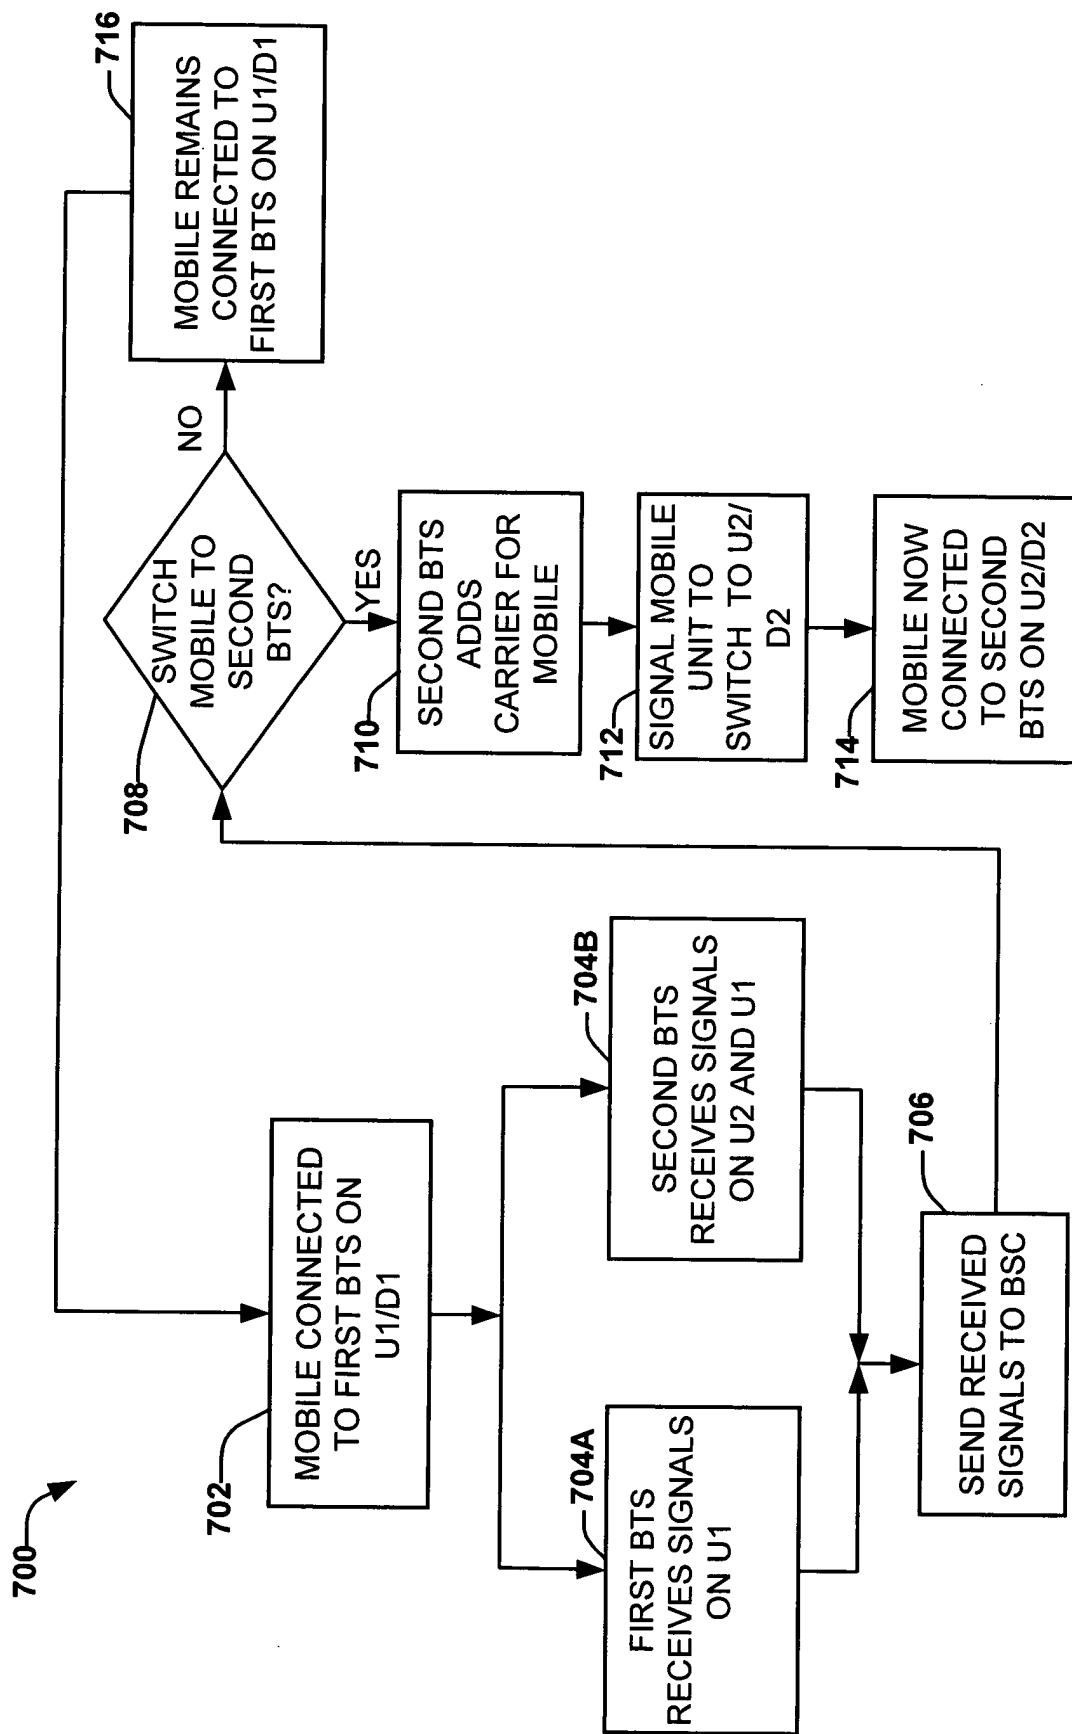 700
702
MOBILE CONNECTED
TO FIRST BTS ON
U1/D1
704A
FIRST BTS
RECEIVES SIGNALS
ON U1
704B
SECOND BTS
RECEIVES SIGNALS
ON U2 AND U1
706
SEND RECEIVED
SIGNALS TO BSC
708
SWITCH
MOBILE TO
SECOND
BTS?
NO
YES
710
SECOND BTS
ADDS
CARRIER FOR
MOBILE
712
SIGNAL MOBILE
UNIT TO
SWITCH TO U2/
D2
714
MOBILE NOW
CONNECTED
TO SECOND
BTS ON U2/D2
716
MOBILE REMAINS
CONNECTED TO
FIRST BTS ON U1/D1